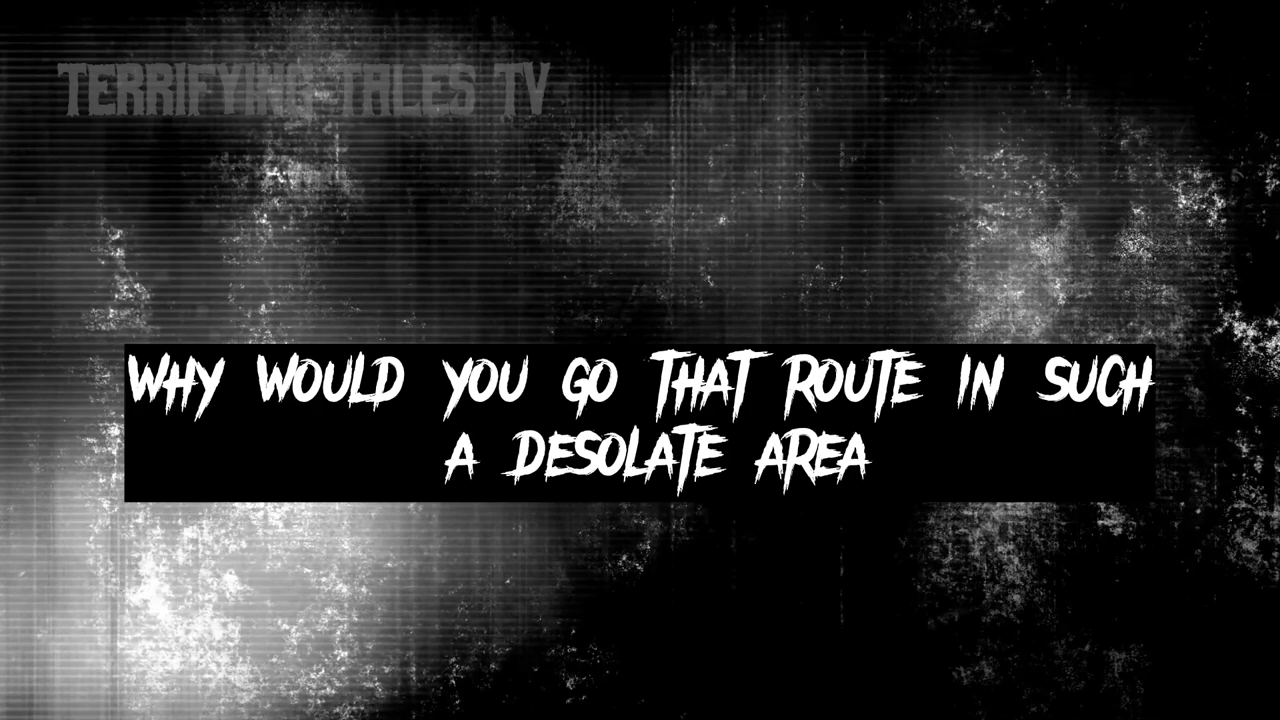 TERRIFYING TALES TV
WHY WOULD YOU GO THAT ROUTE IN SUCH
A DESOLATE AREA